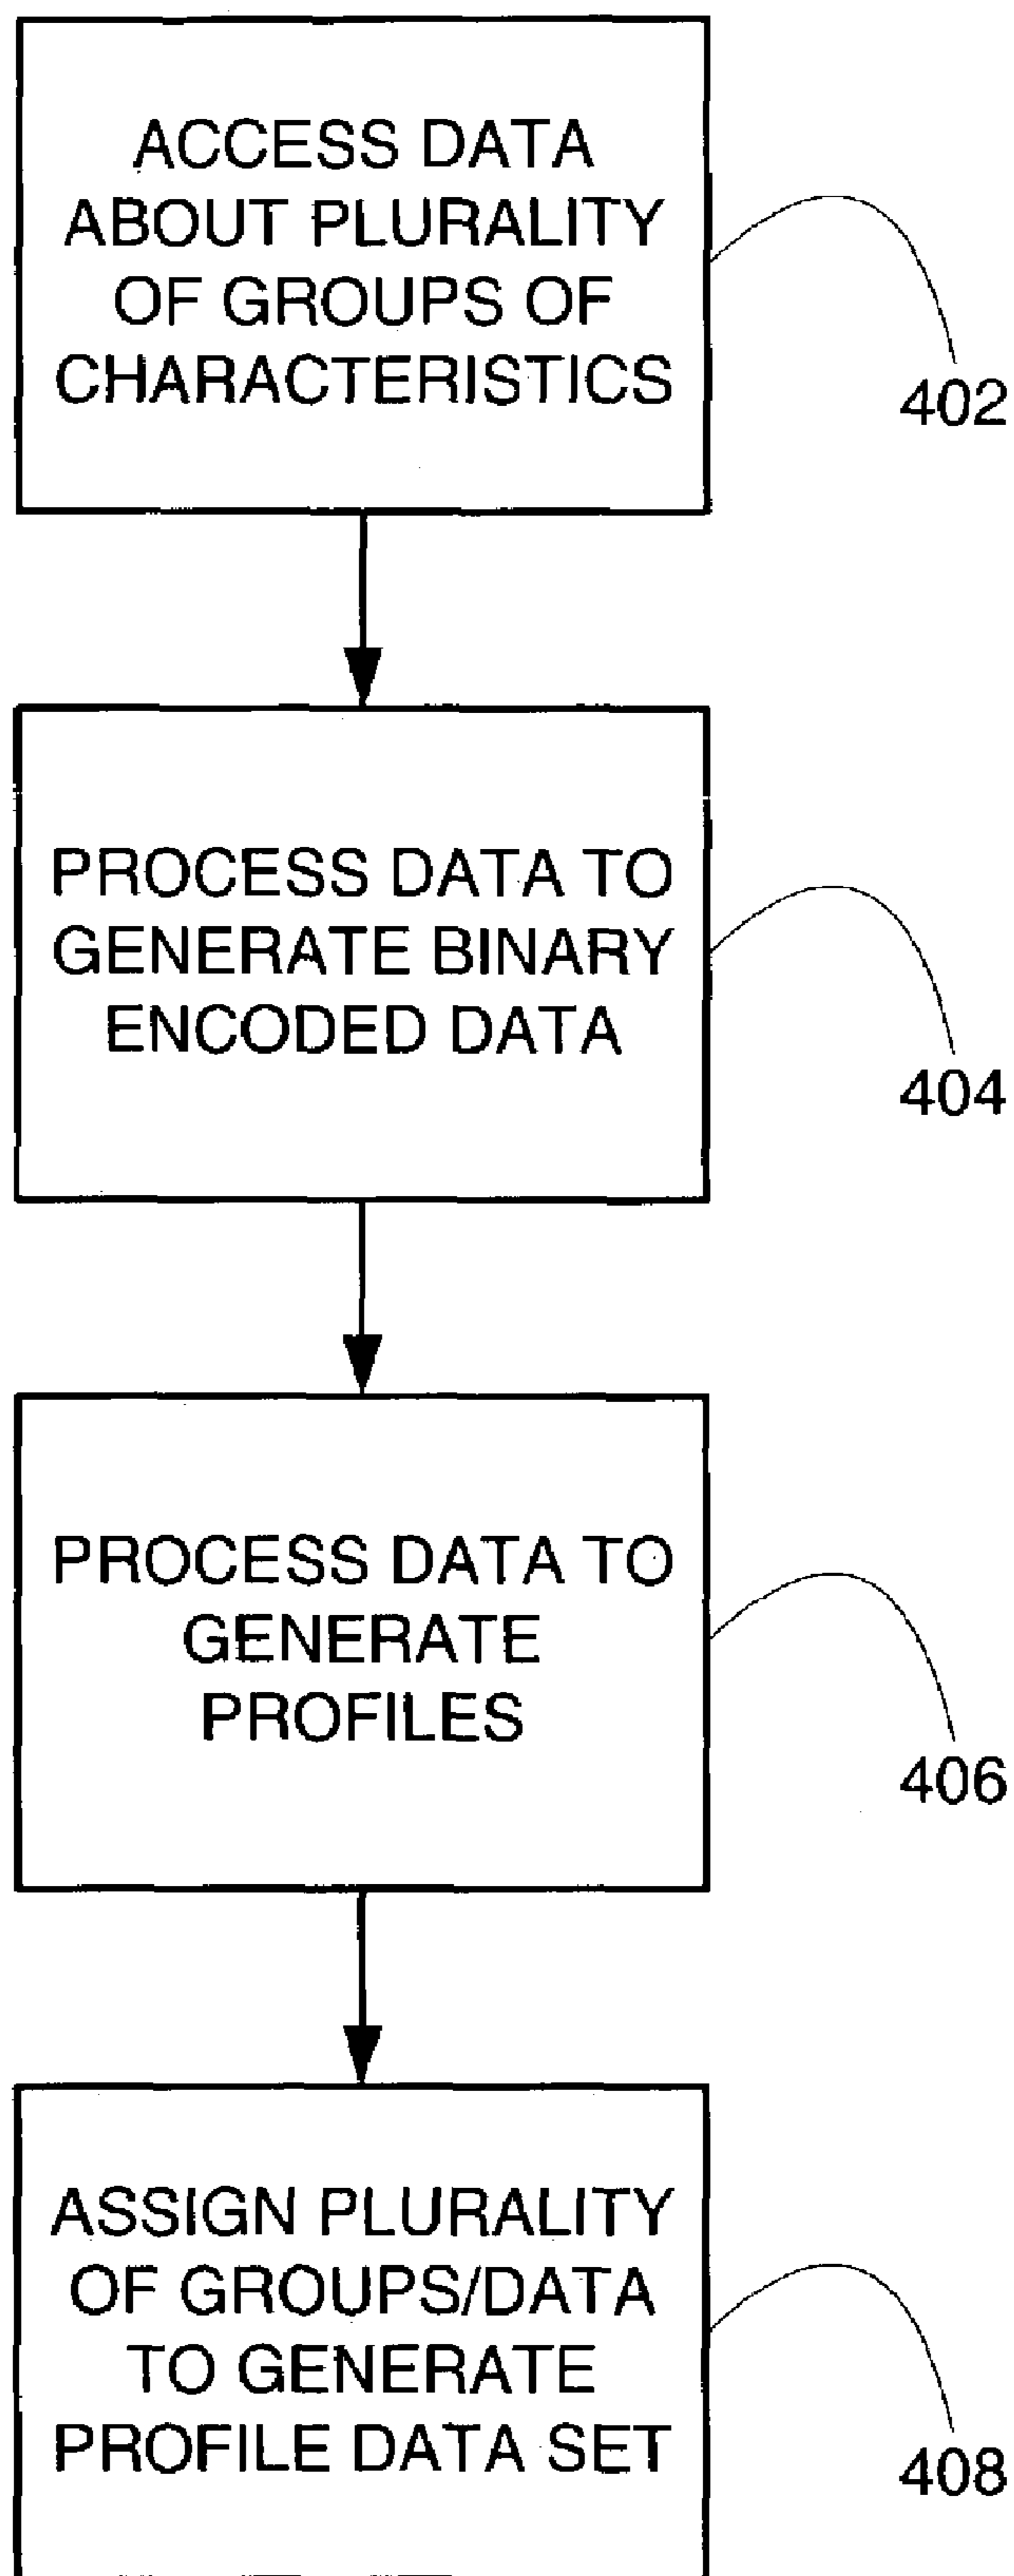 ACCESS DATA
ABOUT PLURALITY
OF GROUPS OF
CHARACTERISTICS
402
PROCESS DATA TO
GENERATE BINARY
ENCODED DATA
404
PROCESS DATA TO
GENERATE
PROFILES
406
ASSIGN PLURALITY
OF GROUPS/DATA
TO GENERATE
PROFILE DATA SET
408